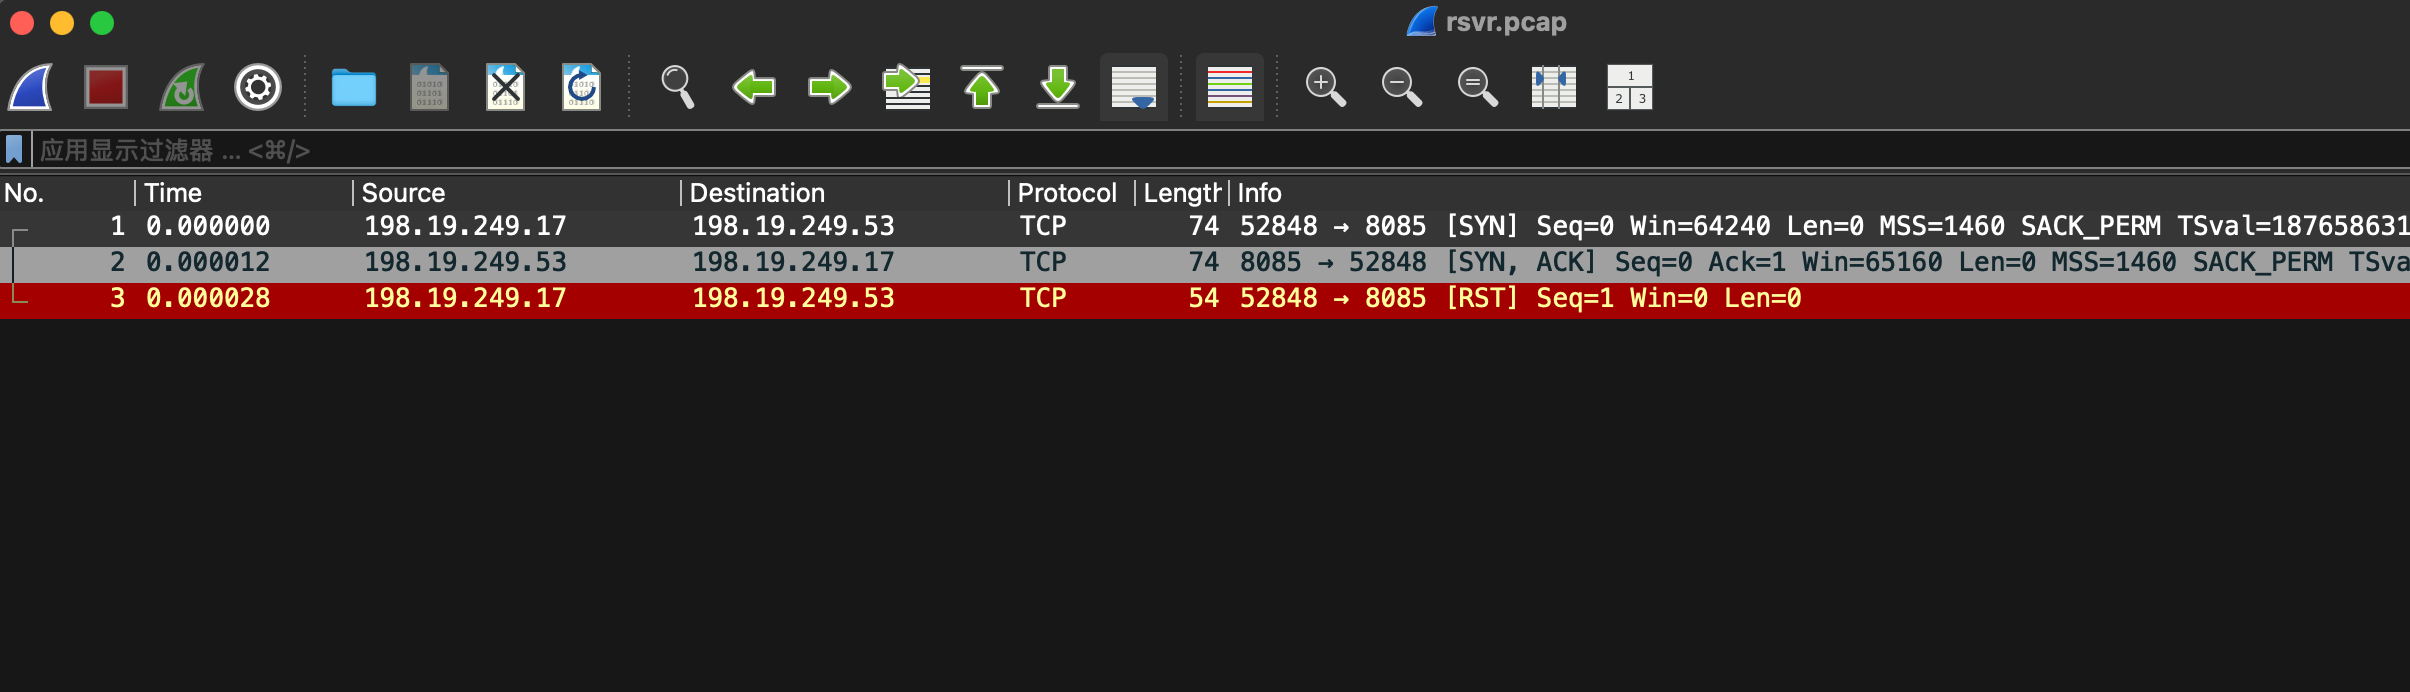 rsvr.pcap
应用显示过滤器 … <⌘/>
No. Time Source Destination Protocol Length Info
1 0.000000 198.19.249.17 198.19.249.53 TCP 74 52848 → 8085 [SYN] Seq=0 Win=64240 Len=0 MSS=1460 SACK_PERM TSval=187658631
2 0.000012 198.19.249.53 198.19.249.17 TCP 74 8085 → 52848 [SYN, ACK] Seq=0 Ack=1 Win=65160 Len=0 MSS=1460 SACK_PERM TSva
3 0.000028 198.19.249.17 198.19.249.53 TCP 54 52848 → 8085 [RST] Seq=1 Win=0 Len=0